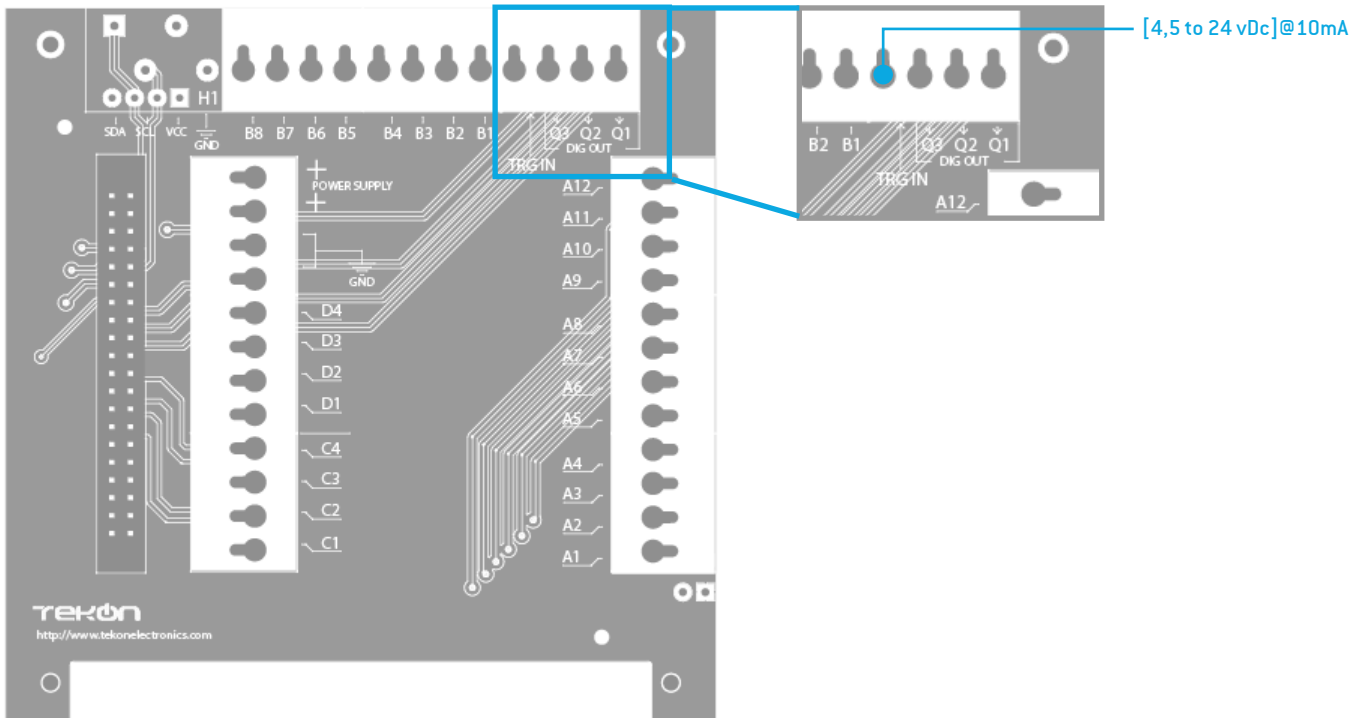 [4,5 to 24 vDc]@10mA
H1
SDA SCL VCC GND B8 B7 B6 B5 B4 B3 B2 B1 TRG IN Q3 Q2 Q1
DIG OUT
B2 B1 TRG IN Q3 Q2 Q1
DIG OUT
A12
+
POWER SUPPLY
+
GND
D4
D3
D2
D1
C4
C3
C2
C1
A12
A11
A10
A9
A8
A7
A6
A5
A4
A3
A2
A1
TEKON
http://www.tekonelectronics.com